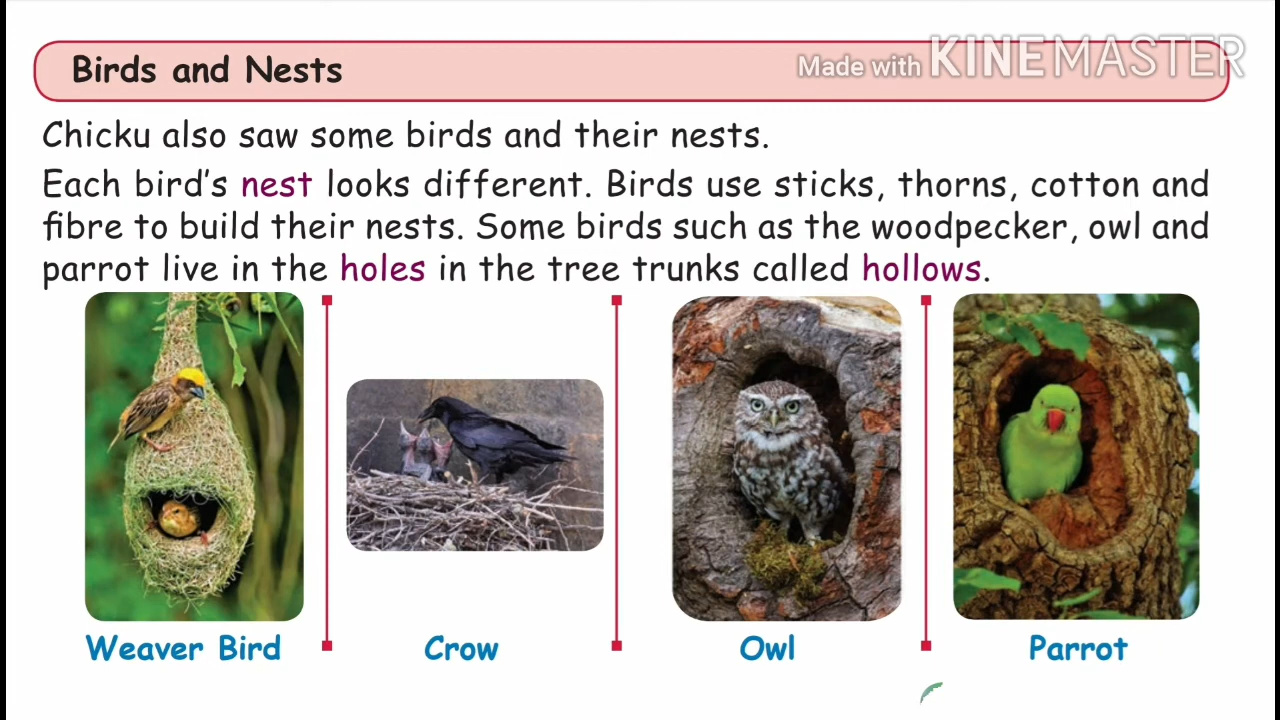 Birds and Nests
Made with KINEMASTER
Chicku also saw some birds and their nests.
Each bird's nest looks different. Birds use sticks, thorns, cotton and
fibre to build their nests. Some birds such as the woodpecker, owl and
parrot live in the holes in the tree trunks called hollows.
Weaver Bird
Crow
Owl
Parrot